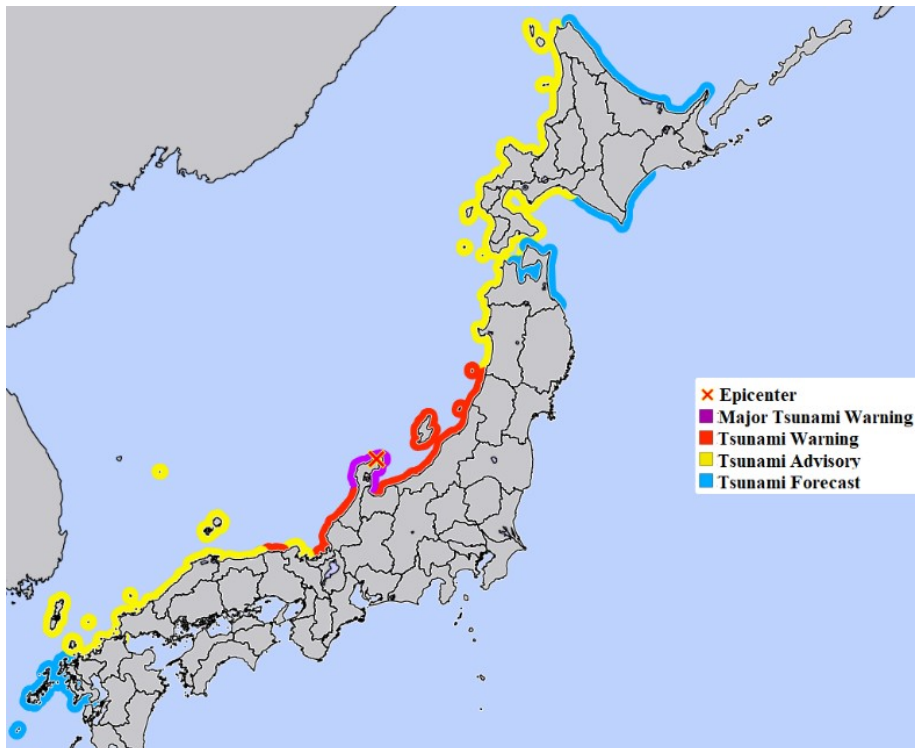 Epicenter
Major Tsunami Warning
Tsunami Warning
Tsunami Advisory
Tsunami Forecast